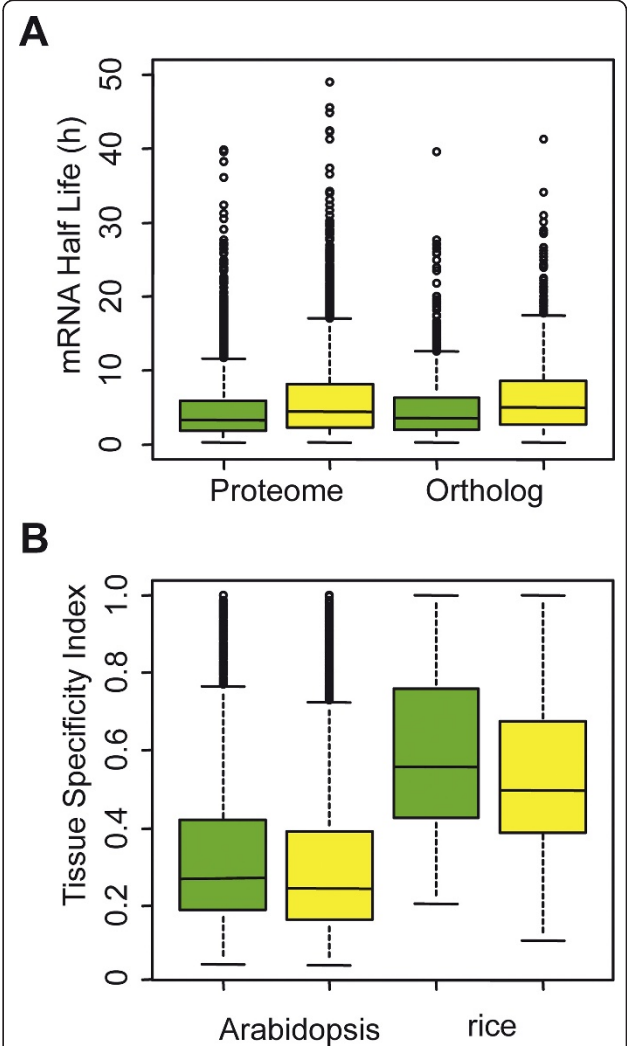 A
mRNA Half Life (h)
50
40
30
20
10
0
Proteome Ortholog
B
Tissue Specificity Index
1.0
0.8
0.6
0.4
0.2
0
Arabidopsis rice